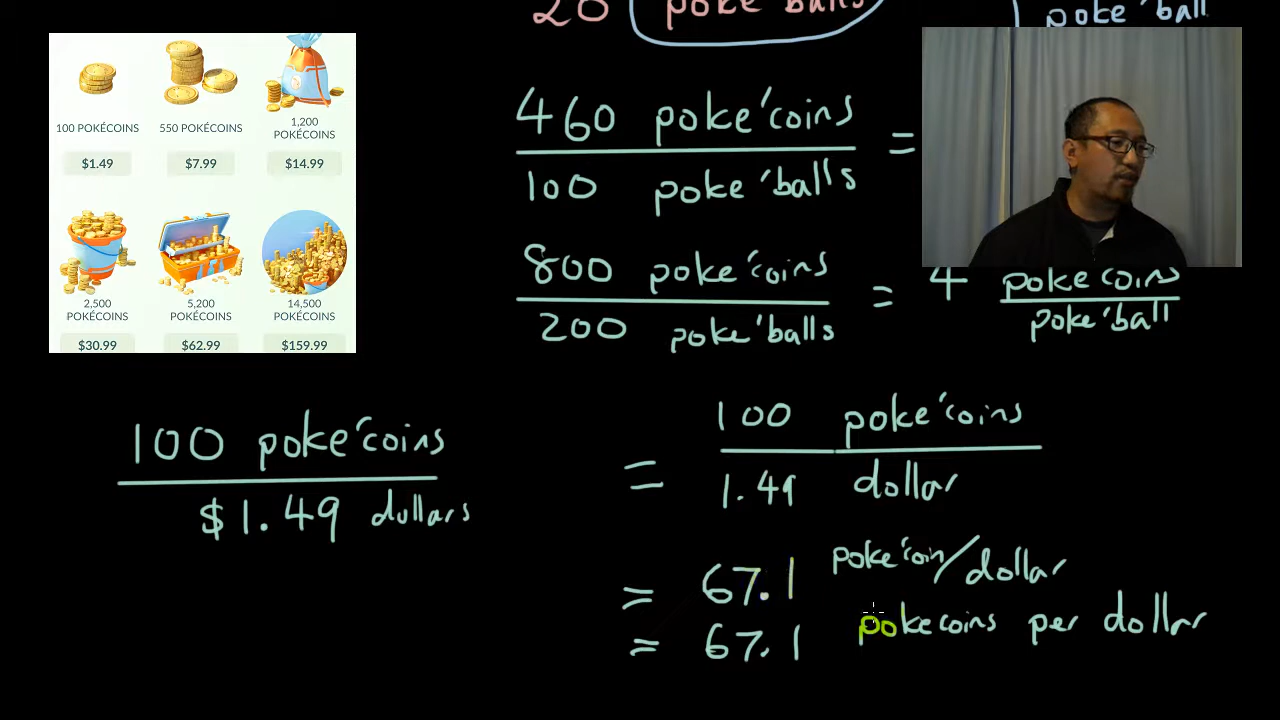 20 poke'balls
poke'ball
100 POKÉCOINS 550 POKÉCOINS 1,200 POKÉCOINS
$1.49 $7.99 $14.99
2,500 POKÉCOINS 5,200 POKÉCOINS 14,500 POKÉCOINS
$30.99 $62.99 $159.99
460 poke'coins =
100 poke'balls
800 poke'coins = 4 poke coins
200 poke'balls poke'ball
100 poke'coins = 100 poke'coins
$1.49 dollars 1.49 dollar
= 67.1 poke'coin/dollar
= 67.1 pokecoins per dollar